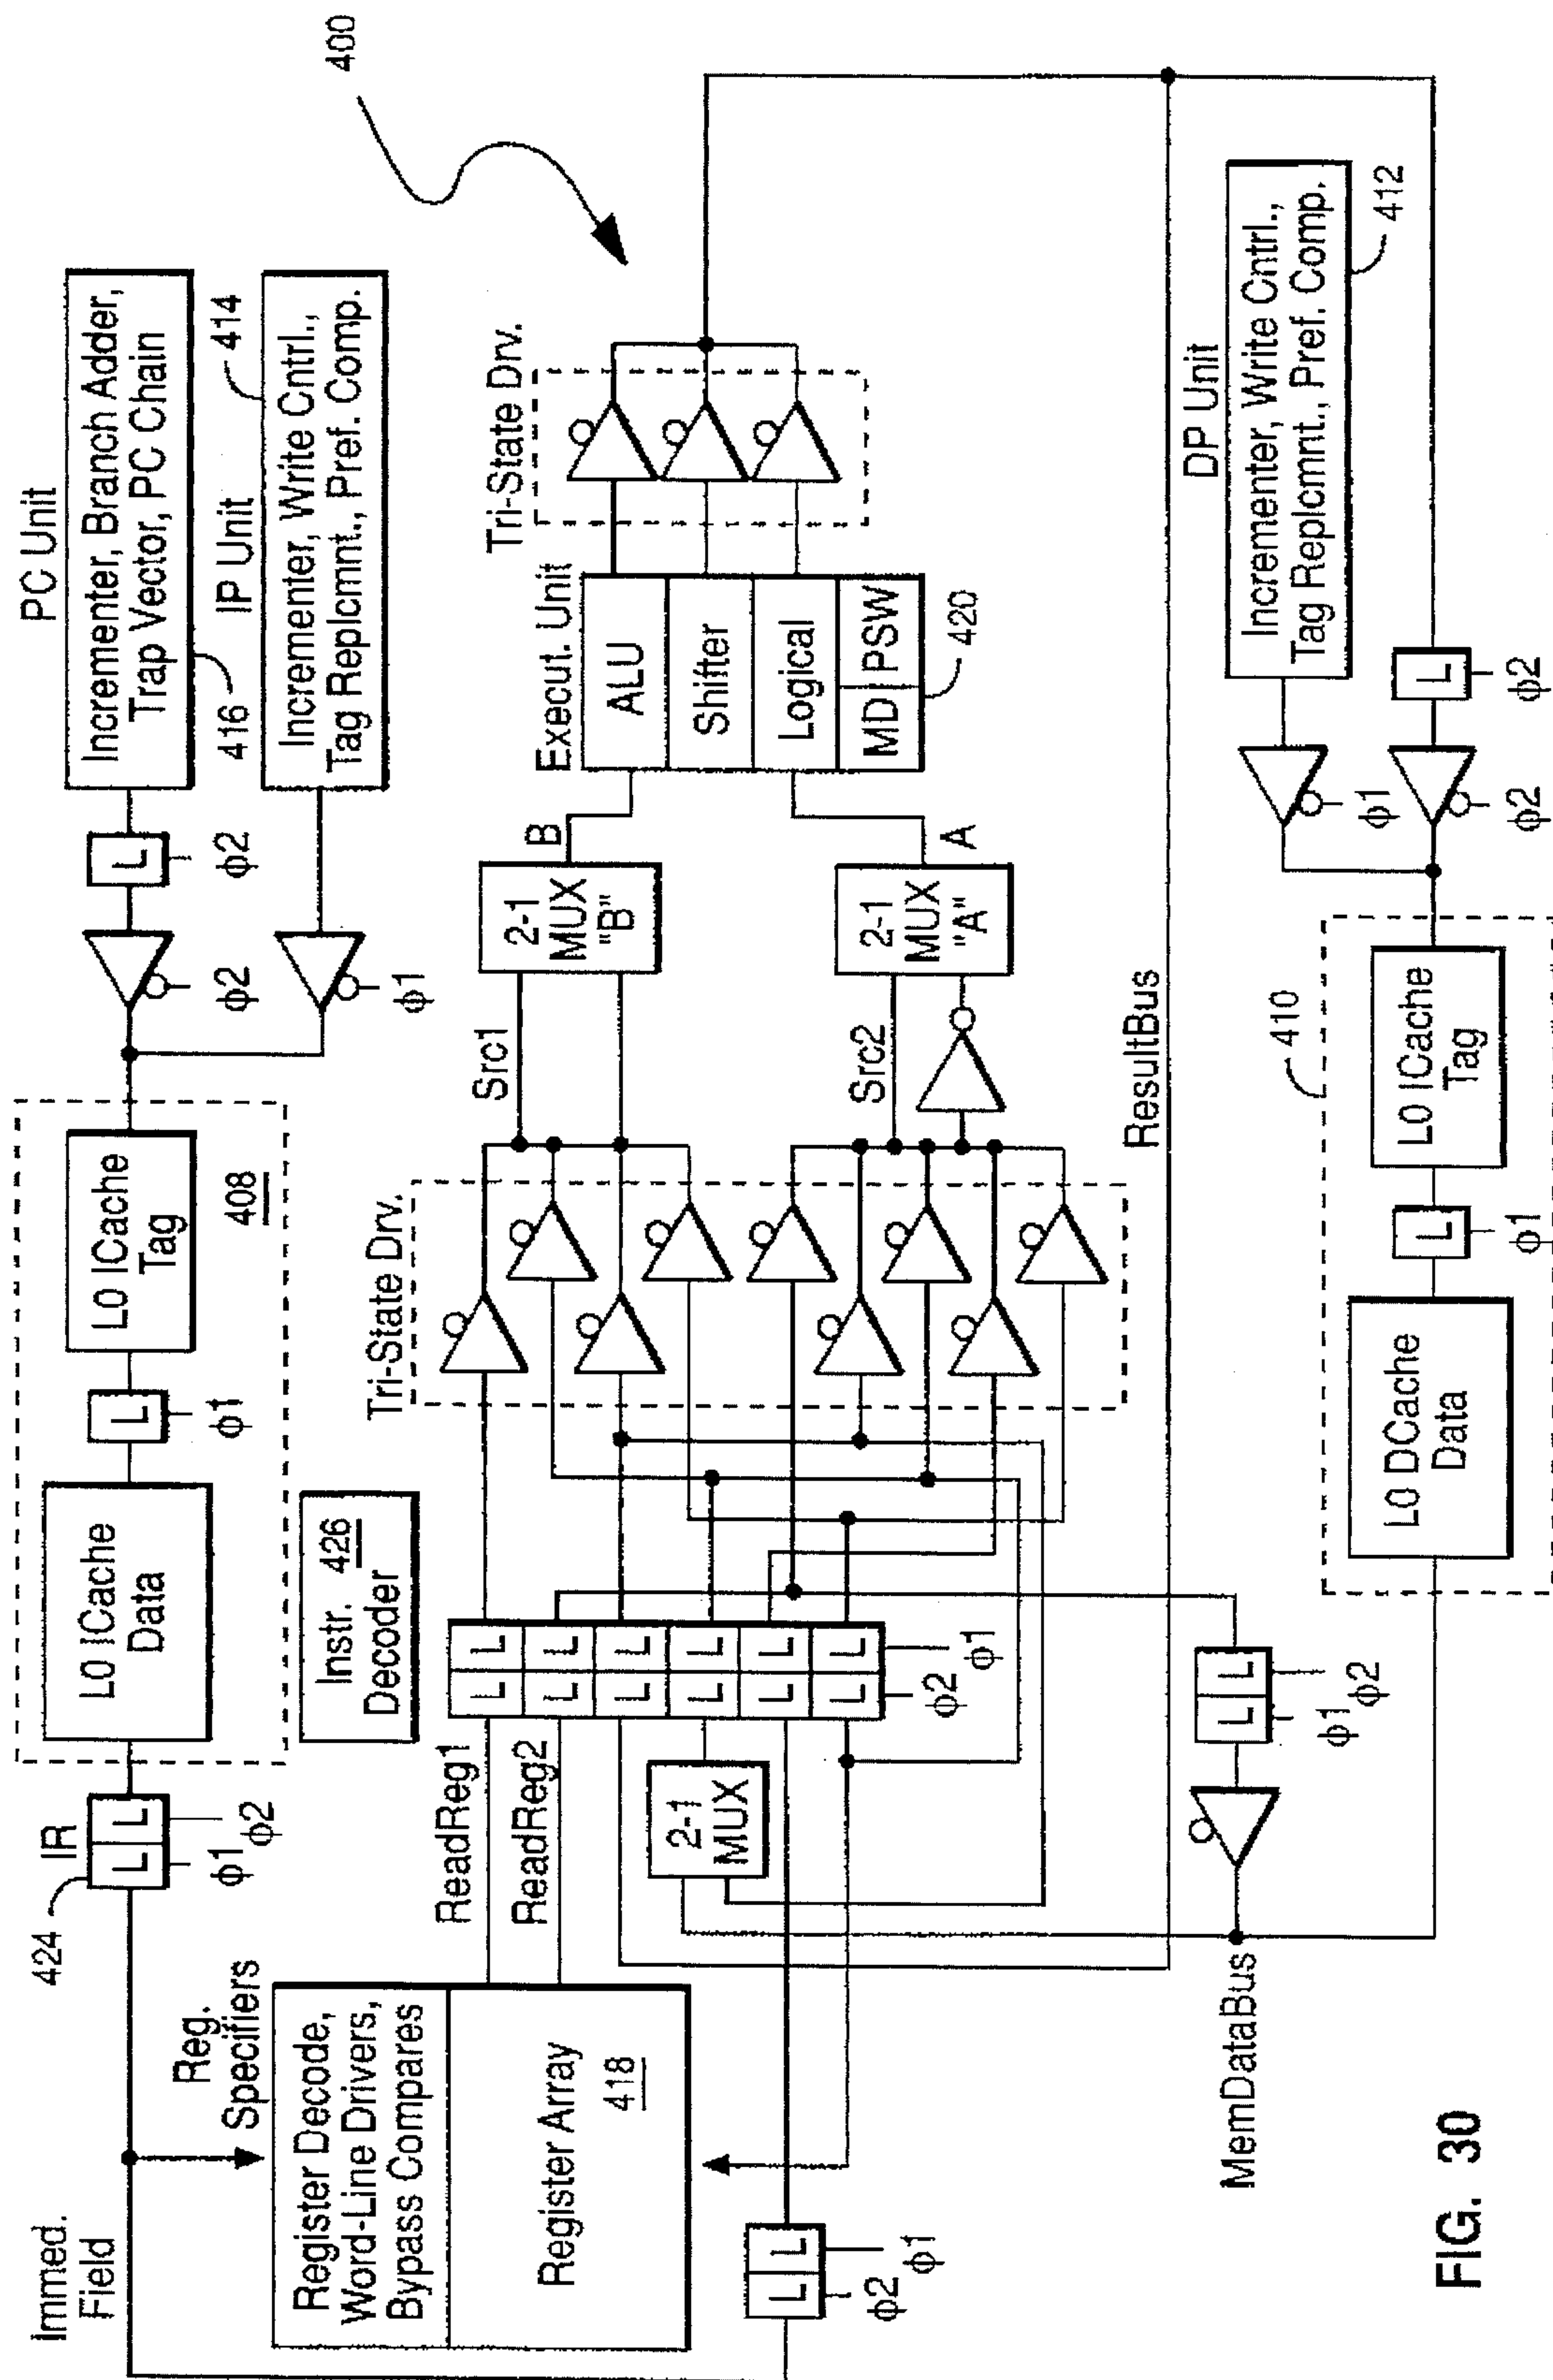 400
PC Unit
Incrementer, Branch Adder,
Trap Vector, PC Chain
416
IP Unit
414
Incrementer, Write Cntrl.,
Tag Replcmnt., Pref. Comp.
L
ϕ2
ϕ2
ϕ1
408
L0 ICache
Tag
L
ϕ1
L0 ICache
Data
Instr. 426
Decoder
IR
L L
ϕ1 ϕ2
424
Immed.
Field
Reg.
Specifiers
Register Decode,
Word-Line Drivers,
Bypass Compares
Register Array
418
L L
ϕ2 ϕ1
ReadReg1
ReadReg2
2-1
MUX
L L
L L
L L
L L
L L
L L
ϕ2 ϕ1
Tri-State Drv.
Src1
Src2
2-1
MUX
"B"
B
2-1
MUX
"A"
A
Execut. Unit
ALU
Shifter
Logical
MD PSW
420
Tri-State Drv.
ResultBus
DP Unit
Incrementer, Write Cntrl.,
Tag Replcmnt., Pref. Comp.
412
ϕ1
L
ϕ2
ϕ2
410
L0 ICache
Tag
L
ϕ1
L0 DCache
Data
L L
ϕ1 ϕ2
MemDataBus
FIG. 30